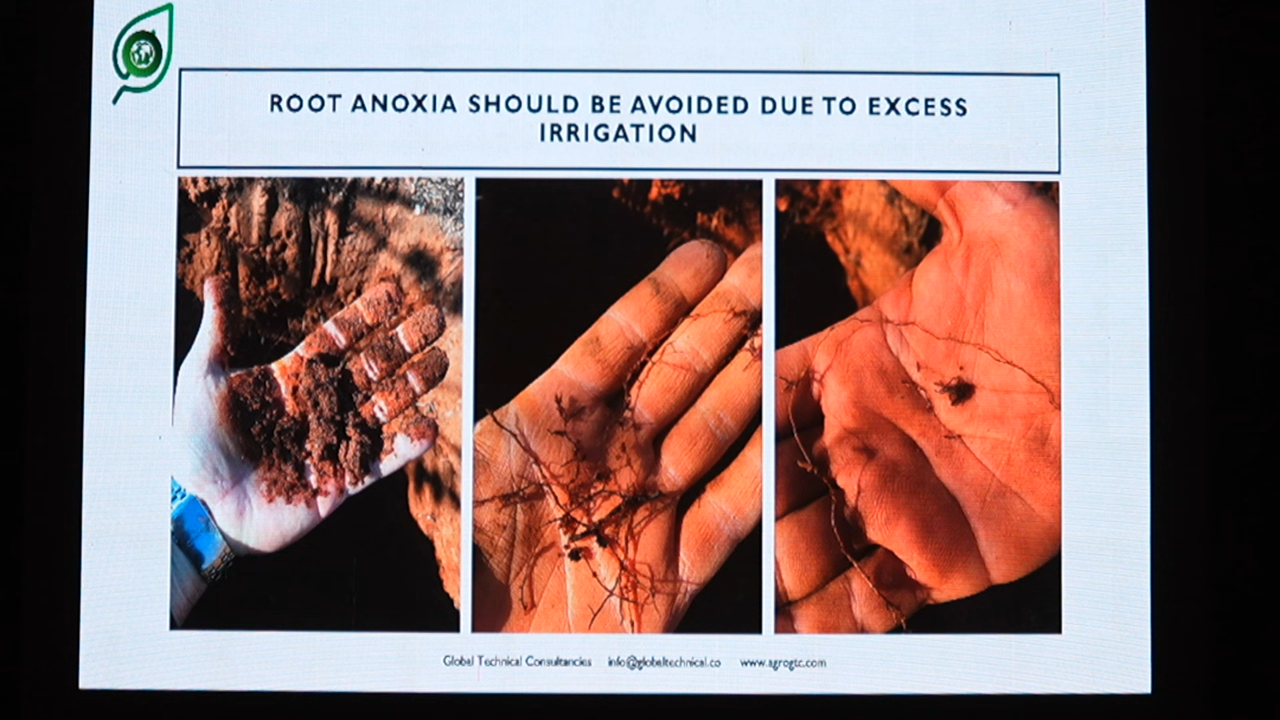 ROOT ANOXIA SHOULD BE AVOIDED DUE TO EXCESS
IRRIGATION
Global Technical Consultancies info@globaltechnical.co www.agrogtc.com